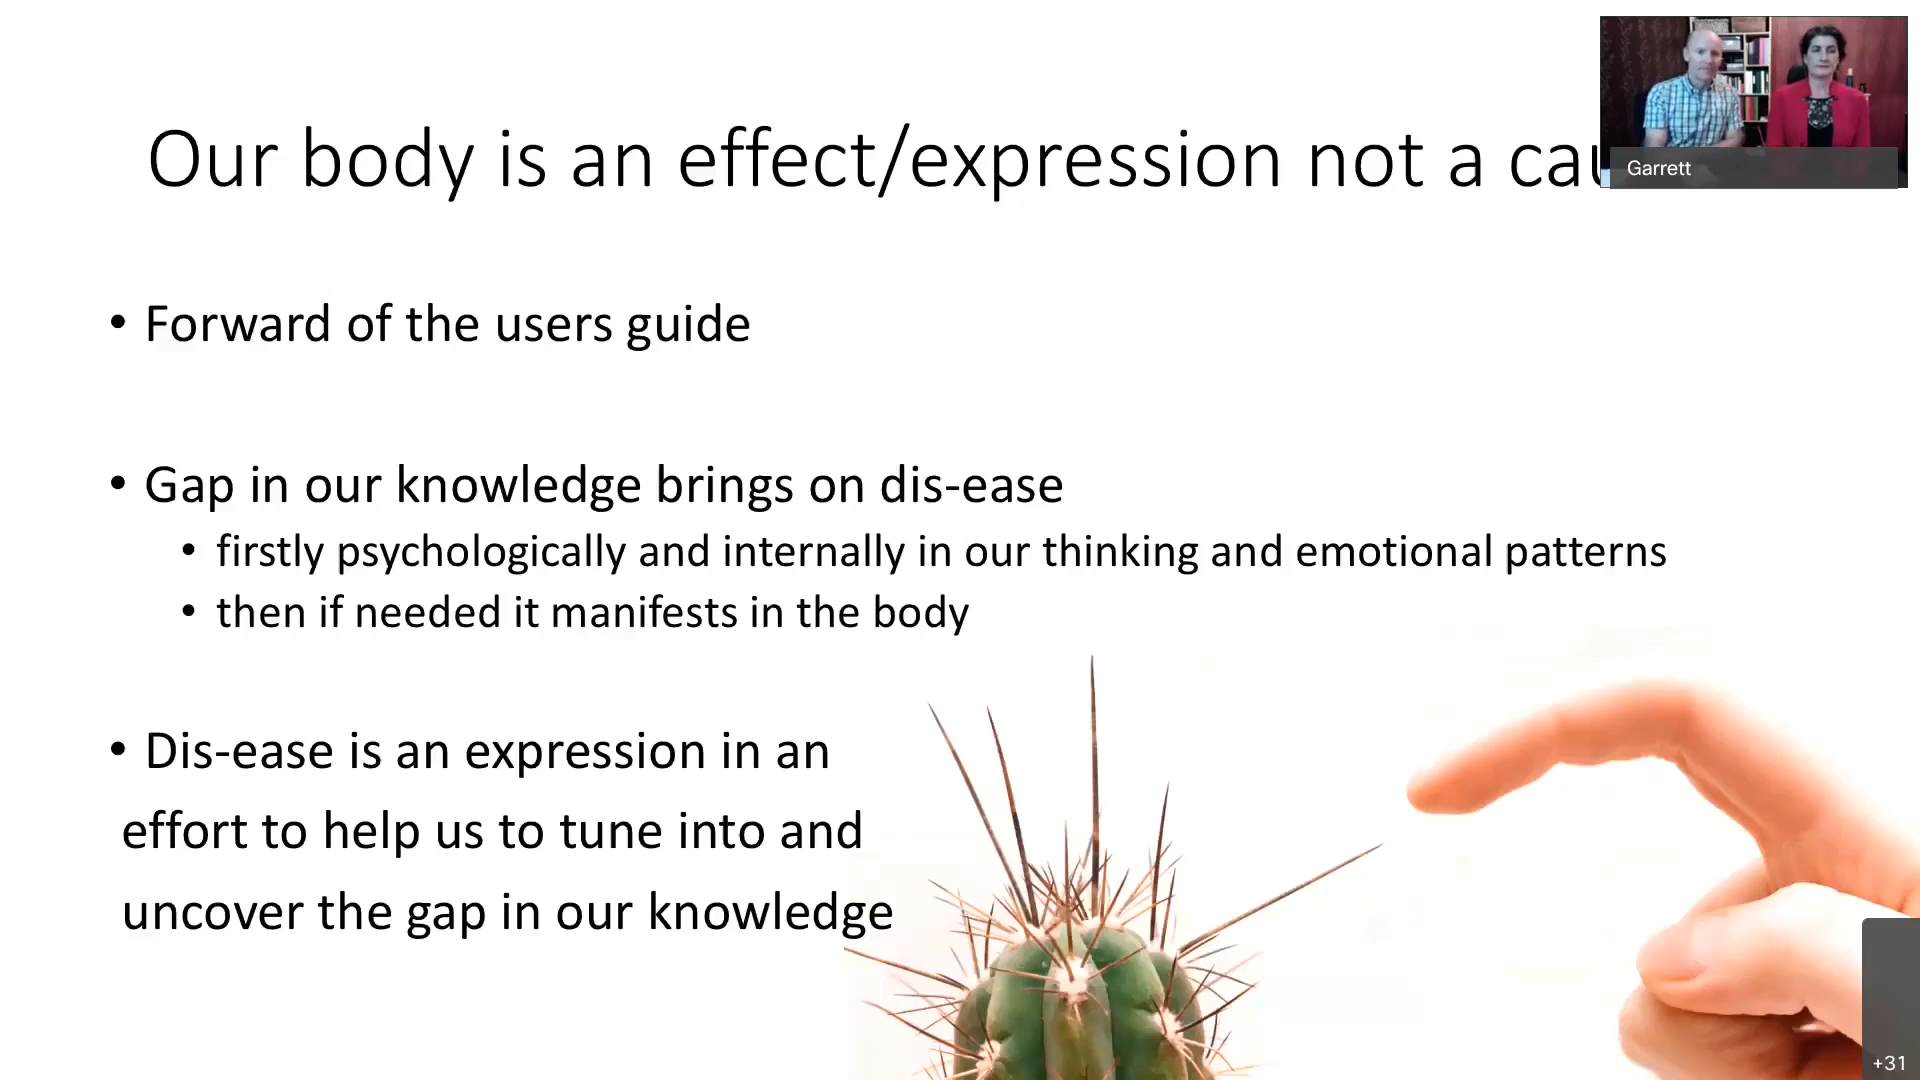 Our body is an effect/expression not a
Garrett
• Forward of the users guide
• Gap in our knowledge brings on dis-ease
• firstly psychologically and internally in our thinking and emotional patterns
• then if needed it manifests in the body
• Dis-ease is an expression in an
effort to help us to tune into and
uncover the gap in our knowledge
+31